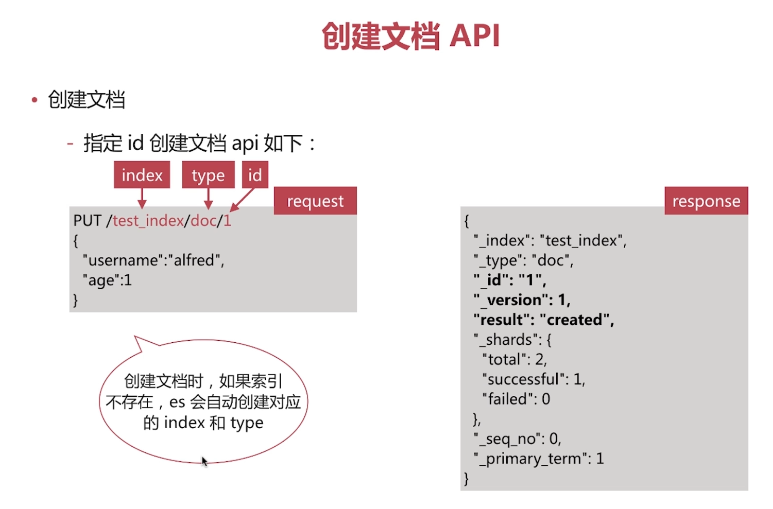 创建文档 API
• 创建文档
- 指定 id 创建文档 api 如下：
index type id
request
PUT /test_index/doc/1
{
"username":"alfred",
"age":1
}
创建文档时，如果索引
不存在，es 会自动创建对应
的 index 和 type
response
{
"_index": "test_index",
"_type": "doc",
"_id": "1",
"_version": 1,
"result": "created",
"_shards": {
"total": 2,
"successful": 1,
"failed": 0
},
"_seq_no": 0,
"_primary_term": 1
}